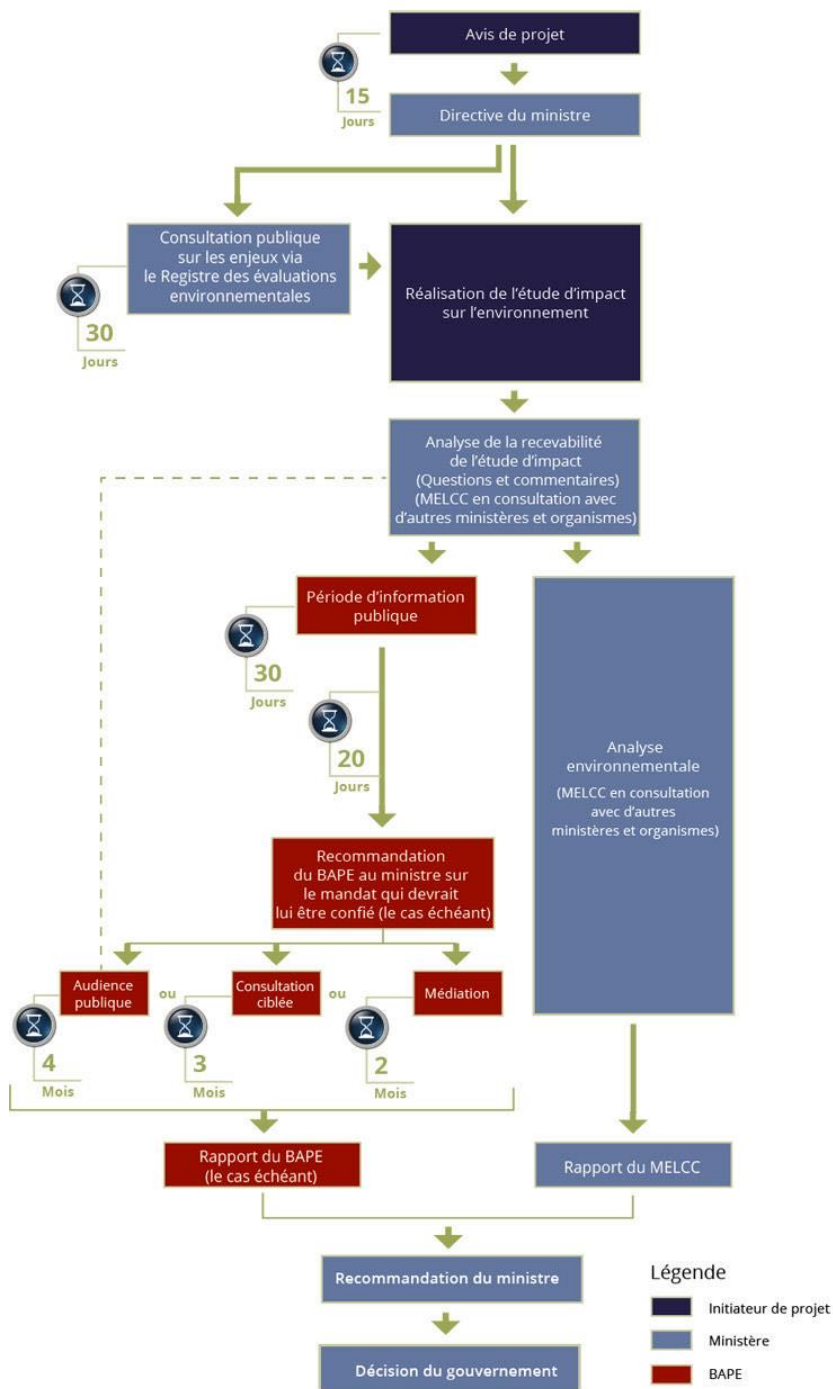 Avis de projet
15
Jours
Directive du ministre
Consultation publique
sur les enjeux via
le Registre des évaluations
environnementales
30
Jours
Réalisation de l’étude d’impact
sur l’environnement
Analyse de la recevabilité
de l’étude d’impact
(Questions et commentaires)
(MELCC en consultation avec
d’autres ministères et organismes)
Période d’information
publique
30
Jours
20
Jours
Analyse
environnementale
(MELCC en consultation
avec d’autres
ministères et organismes)
Recommandation
du BAPE au ministre sur
le mandat qui devrait
lui être confié (le cas échéant)
Audience
publique
ou
Consultation
ciblée
ou
Médiation
4
Mois
3
Mois
2
Mois
Rapport du BAPE
(le cas échéant)
Rapport du MELCC
Recommandation du ministre
Décision du gouvernement
Légende
Initiateur de projet
Ministère
BAPE